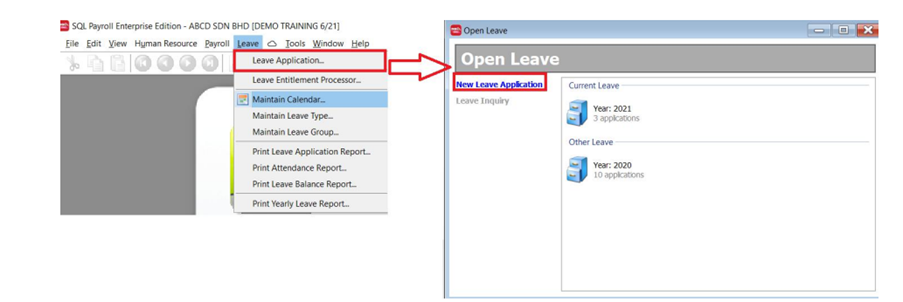 SQL Payroll Enterprise Edition - ABCD SDN BHD [DEMO TRAINING 6/21]
File Edit View Human Resource Payroll Leave Tools Window Help
Leave Application...
Leave Entitlement Processor...
Maintain Calendar...
Maintain Leave Type...
Maintain Leave Group...
Print Leave Application Report...
Print Attendance Report...
Print Leave Balance Report...
Print Yearly Leave Report...
Open Leave
Open Leave
New Leave Application
Leave Inquiry
Current Leave
Year: 2021
3 applications
Other Leave
Year: 2020
10 applications